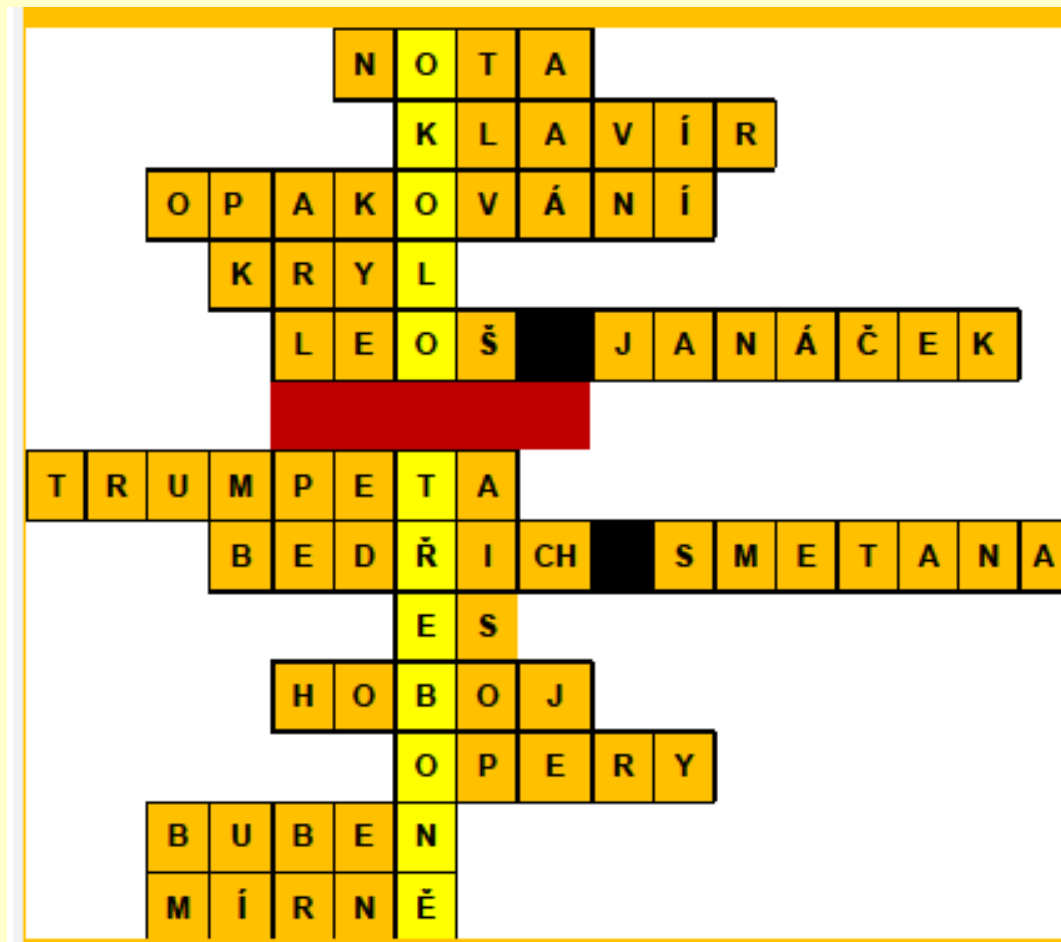 NOTA
KLAVÍR
OPAKOVÁNÍ
KRYL
LEOŠ JANÁČEK
TRUMPETA
BEDŘICH SMETANA
ES
HOBOJ
OPERY
BUBEN
MÍRNĚ